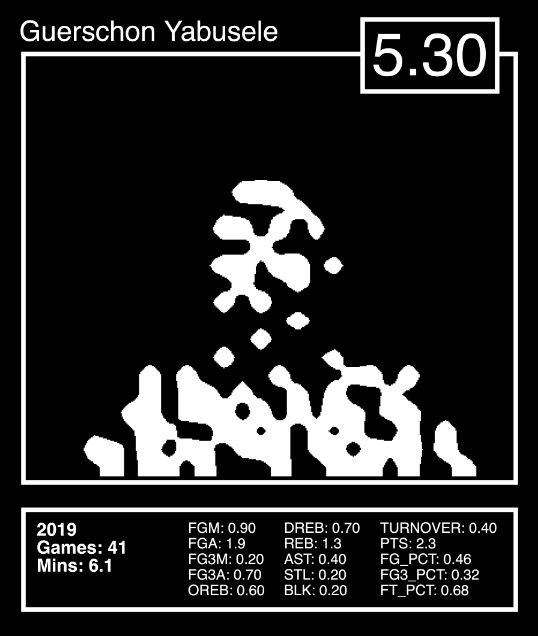 Guerschon Yabusele
5.30
2019
Games: 41
Mins: 6.1
FGM: 0.90
FGA: 1.9
FG3M: 0.20
FG3A: 0.70
OREB: 0.60
DREB: 0.70
REB: 1.3
AST: 0.40
STL: 0.20
BLK: 0.20
TURNOVER: 0.40
PTS: 2.3
FG_PCT: 0.46
FG3_PCT: 0.32
FT_PCT: 0.68